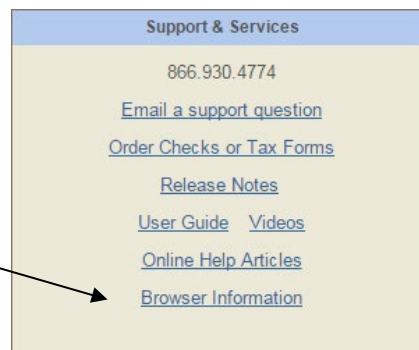 Support & Services
866.930.4774
Email a support question
Order Checks or Tax Forms
Release Notes
User Guide Videos
Online Help Articles
Browser Information